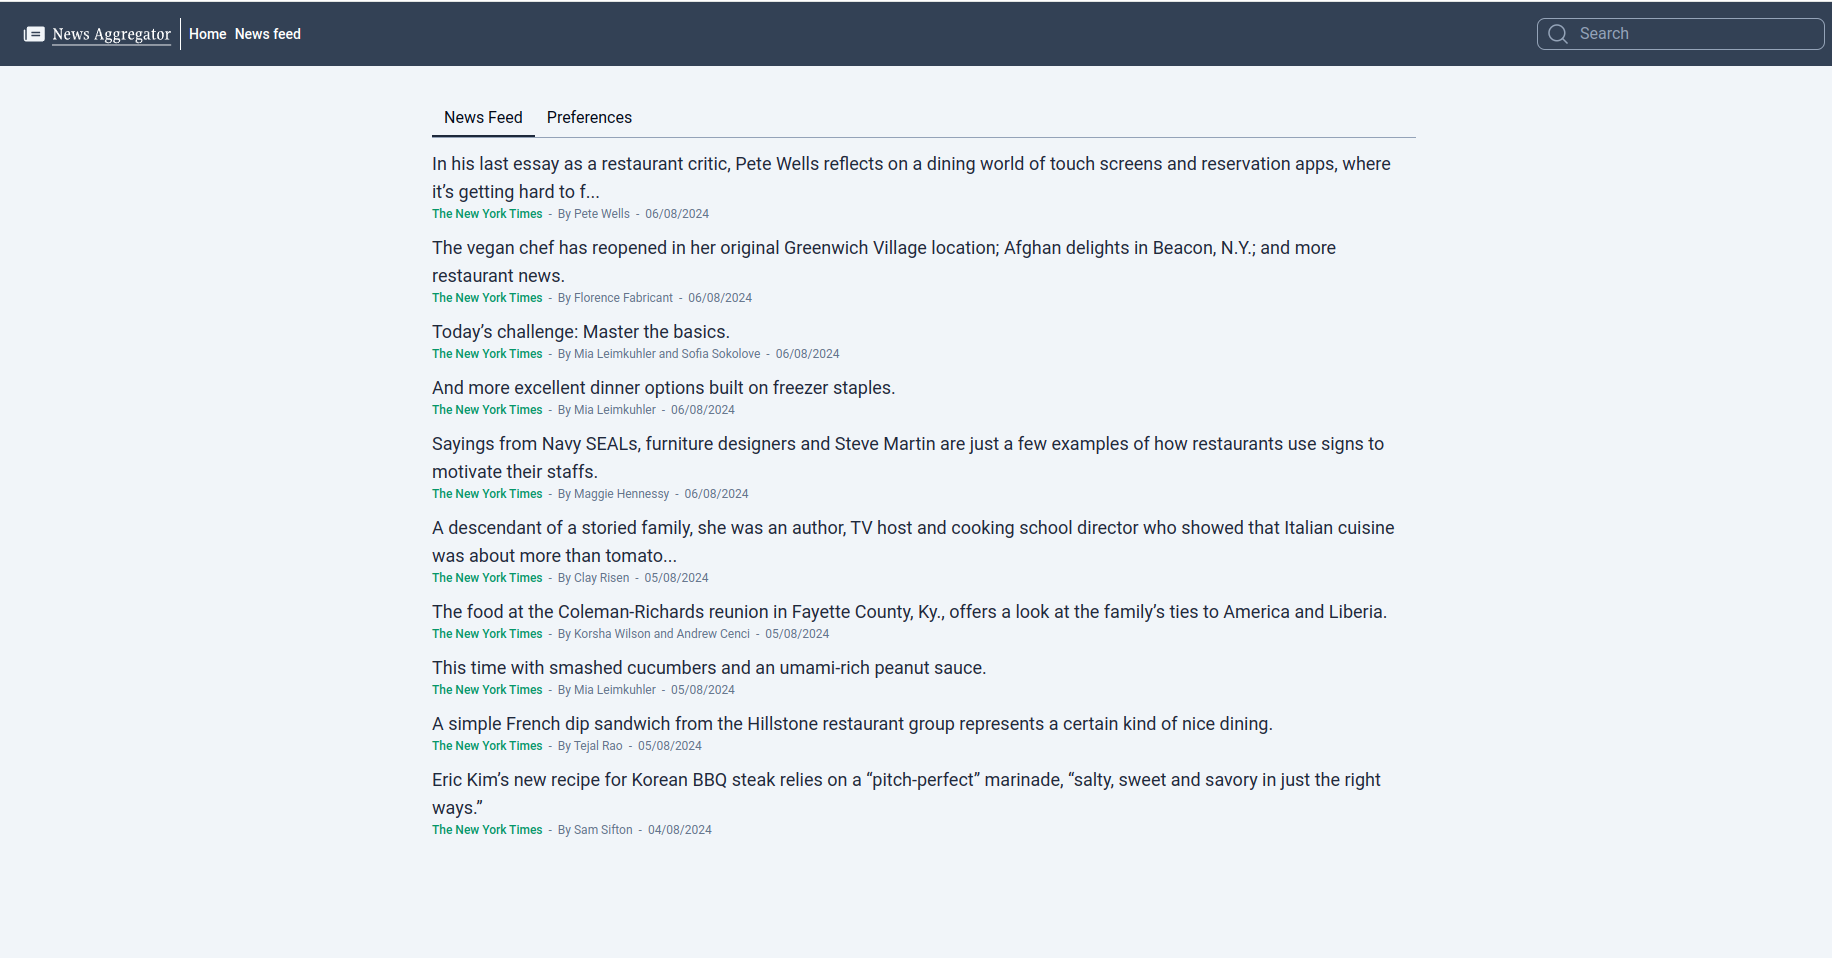 News Aggregator Home News feed Search
News Feed Preferences
In his last essay as a restaurant critic, Pete Wells reflects on a dining world of touch screens and reservation apps, where
it’s getting hard to f...
The New York Times - By Pete Wells - 06/08/2024
The vegan chef has reopened in her original Greenwich Village location; Afghan delights in Beacon, N.Y.; and more
restaurant news.
The New York Times - By Florence Fabricant - 06/08/2024
Today’s challenge: Master the basics.
The New York Times - By Mia Leimkuhler and Sofia Sokolove - 06/08/2024
And more excellent dinner options built on freezer staples.
The New York Times - By Mia Leimkuhler - 06/08/2024
Sayings from Navy SEALs, furniture designers and Steve Martin are just a few examples of how restaurants use signs to
motivate their staffs.
The New York Times - By Maggie Hennessy - 06/08/2024
A descendant of a storied family, she was an author, TV host and cooking school director who showed that Italian cuisine
was about more than tomato...
The New York Times - By Clay Risen - 05/08/2024
The food at the Coleman-Richards reunion in Fayette County, Ky., offers a look at the family’s ties to America and Liberia.
The New York Times - By Korsha Wilson and Andrew Cenci - 05/08/2024
This time with smashed cucumbers and an umami-rich peanut sauce.
The New York Times - By Mia Leimkuhler - 05/08/2024
A simple French dip sandwich from the Hillstone restaurant group represents a certain kind of nice dining.
The New York Times - By Tejal Rao - 05/08/2024
Eric Kim’s new recipe for Korean BBQ steak relies on a “pitch-perfect” marinade, “salty, sweet and savory in just the right
ways.”
The New York Times - By Sam Sifton - 04/08/2024